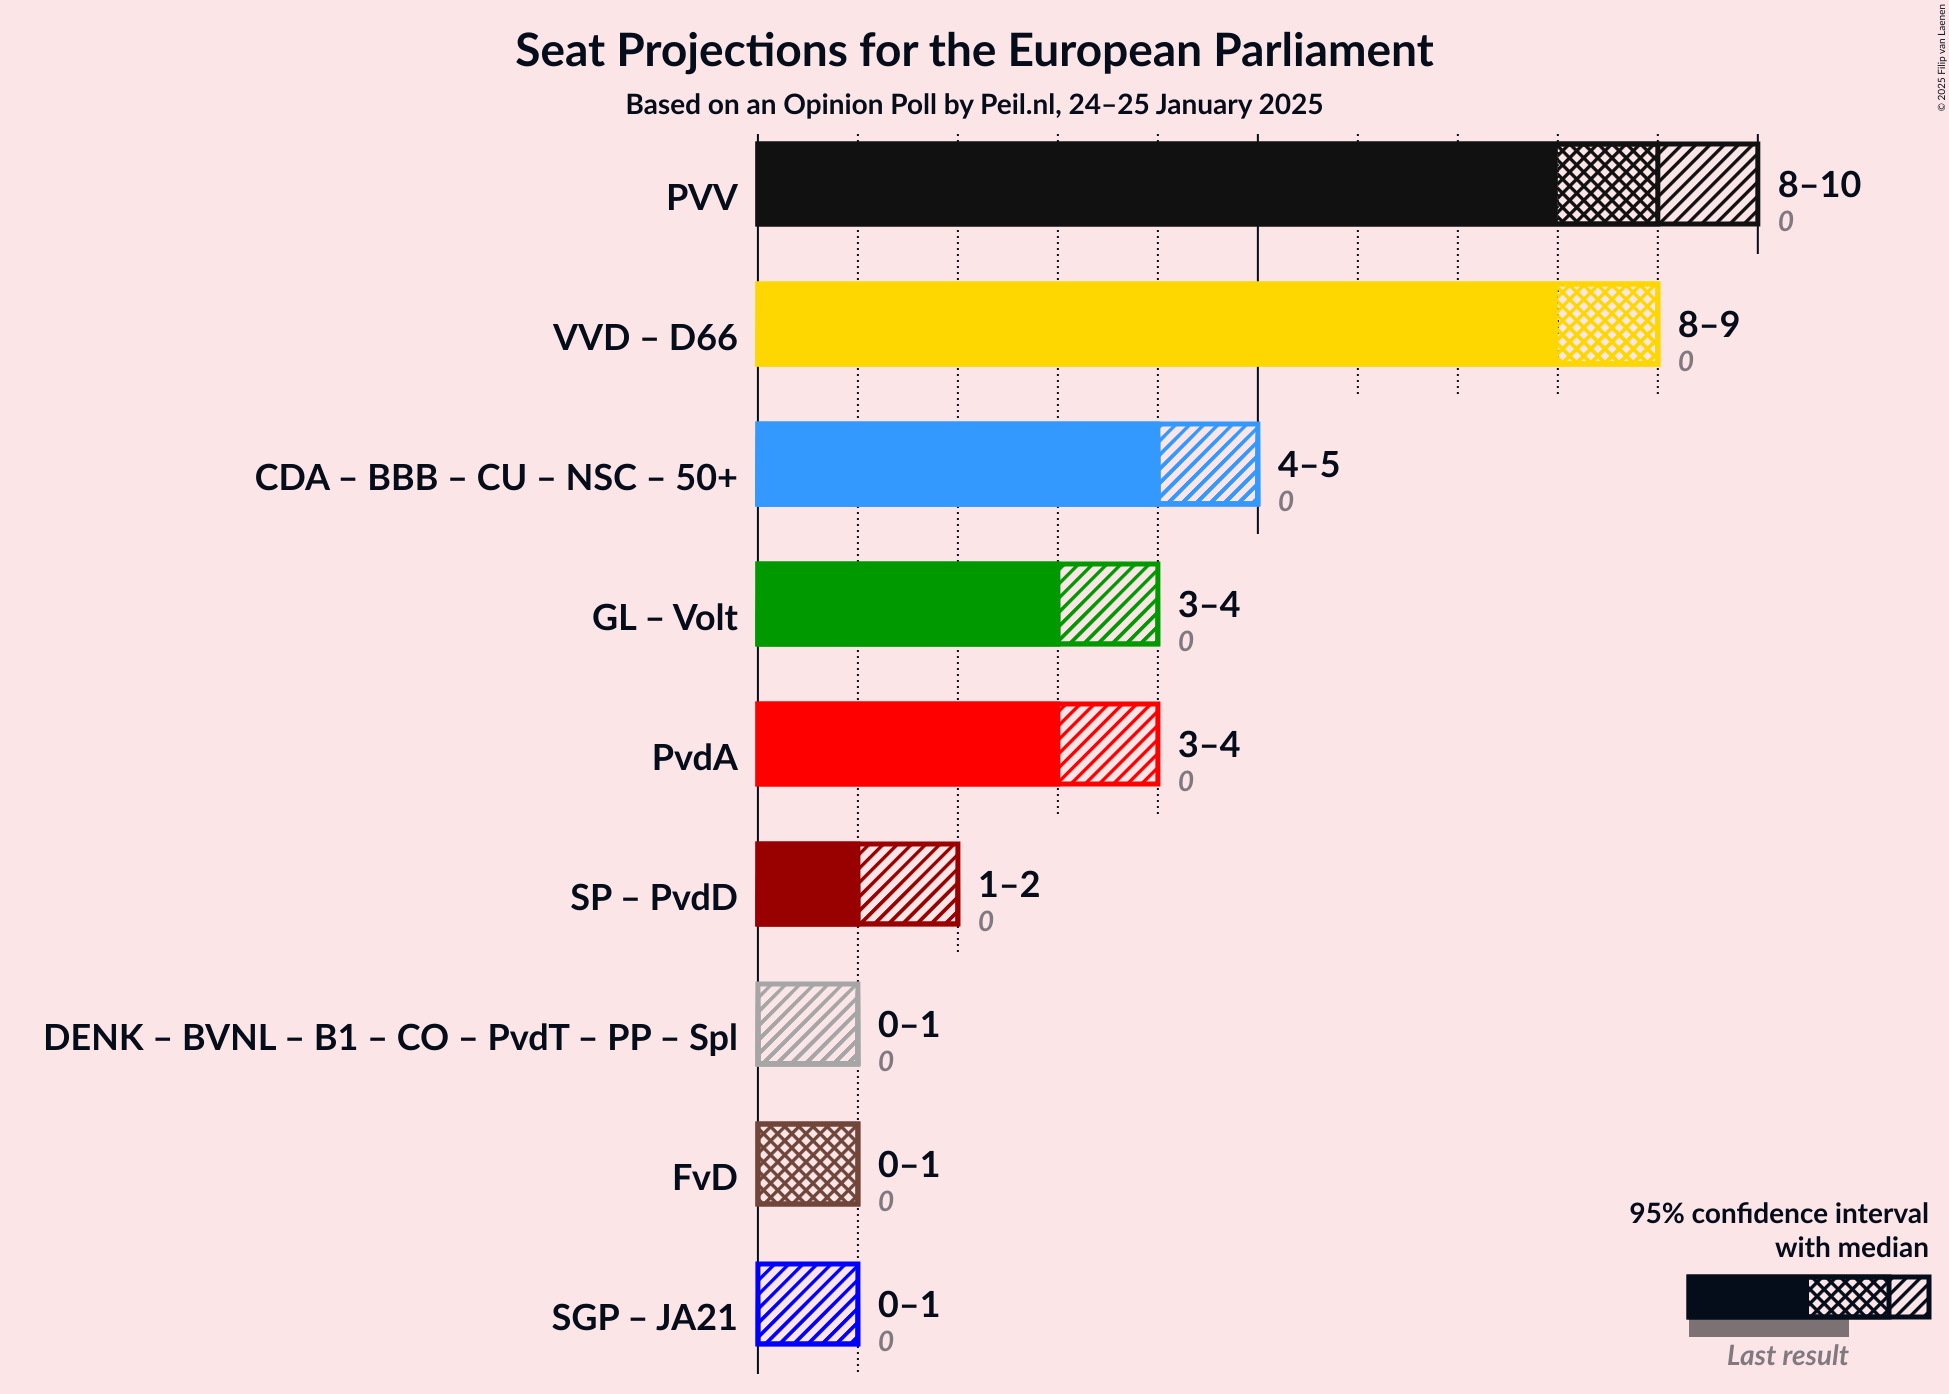 Seat Projections for the European Parliament
Based on an Opinion Poll by Peil.nl, 24–25 January 2025
© 2025 Filip van Laenen
PVV
8–10
0
VVD – D66
8–9
0
CDA – BBB – CU – NSC – 50+
4–5
0
GL – Volt
3–4
0
PvdA
3–4
0
SP – PvdD
1–2
0
DENK – BVNL – B1 – CO – PvdT – PP – Spl
0–1
0
FvD
0–1
0
SGP – JA21
0–1
0
95% confidence interval
with median
Last result